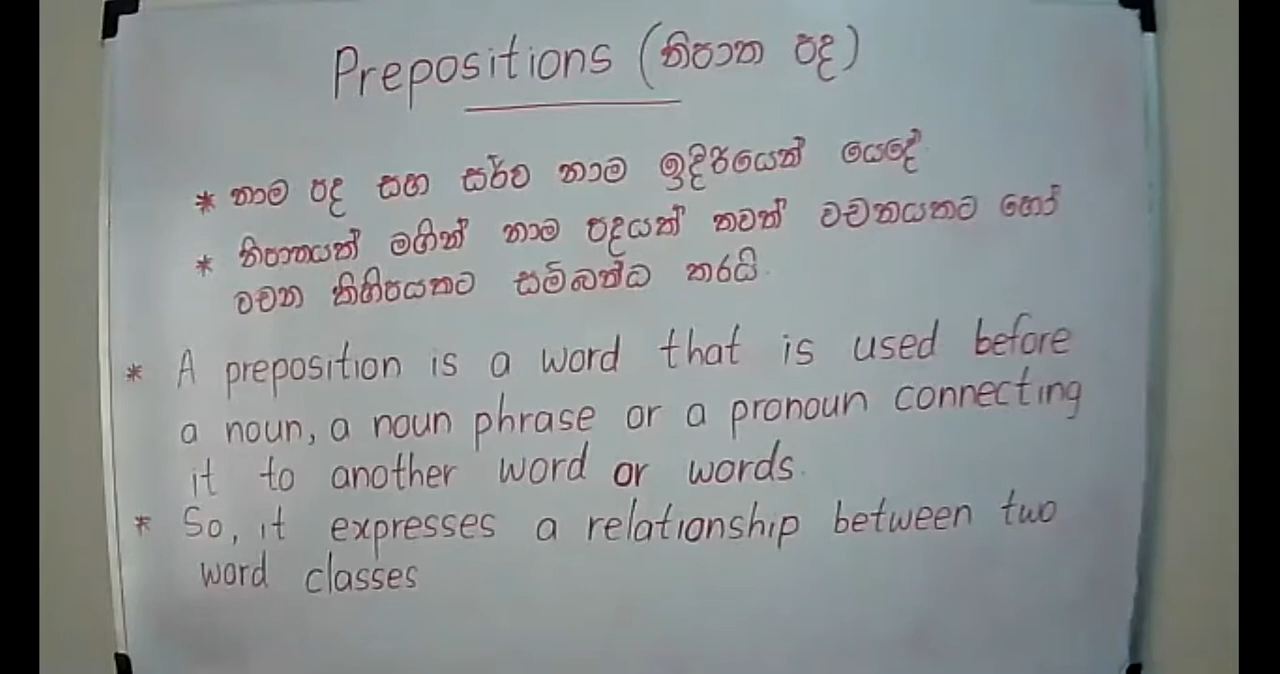 Prepositions (නිපාත පද)
* නාම පද සහ සර්ව නාම ඉදිරියෙන් යෙදේ.
* නිපාතයක් මගින් නාම පදයක් තවත් වචනයකට හෝ
වචන කිහිපයකට සම්බන්ධ කරයි.
* A preposition is a word that is used before
a noun, a noun phrase or a pronoun connecting
it to another word or words.
* So, it expresses a relationship between two
word classes